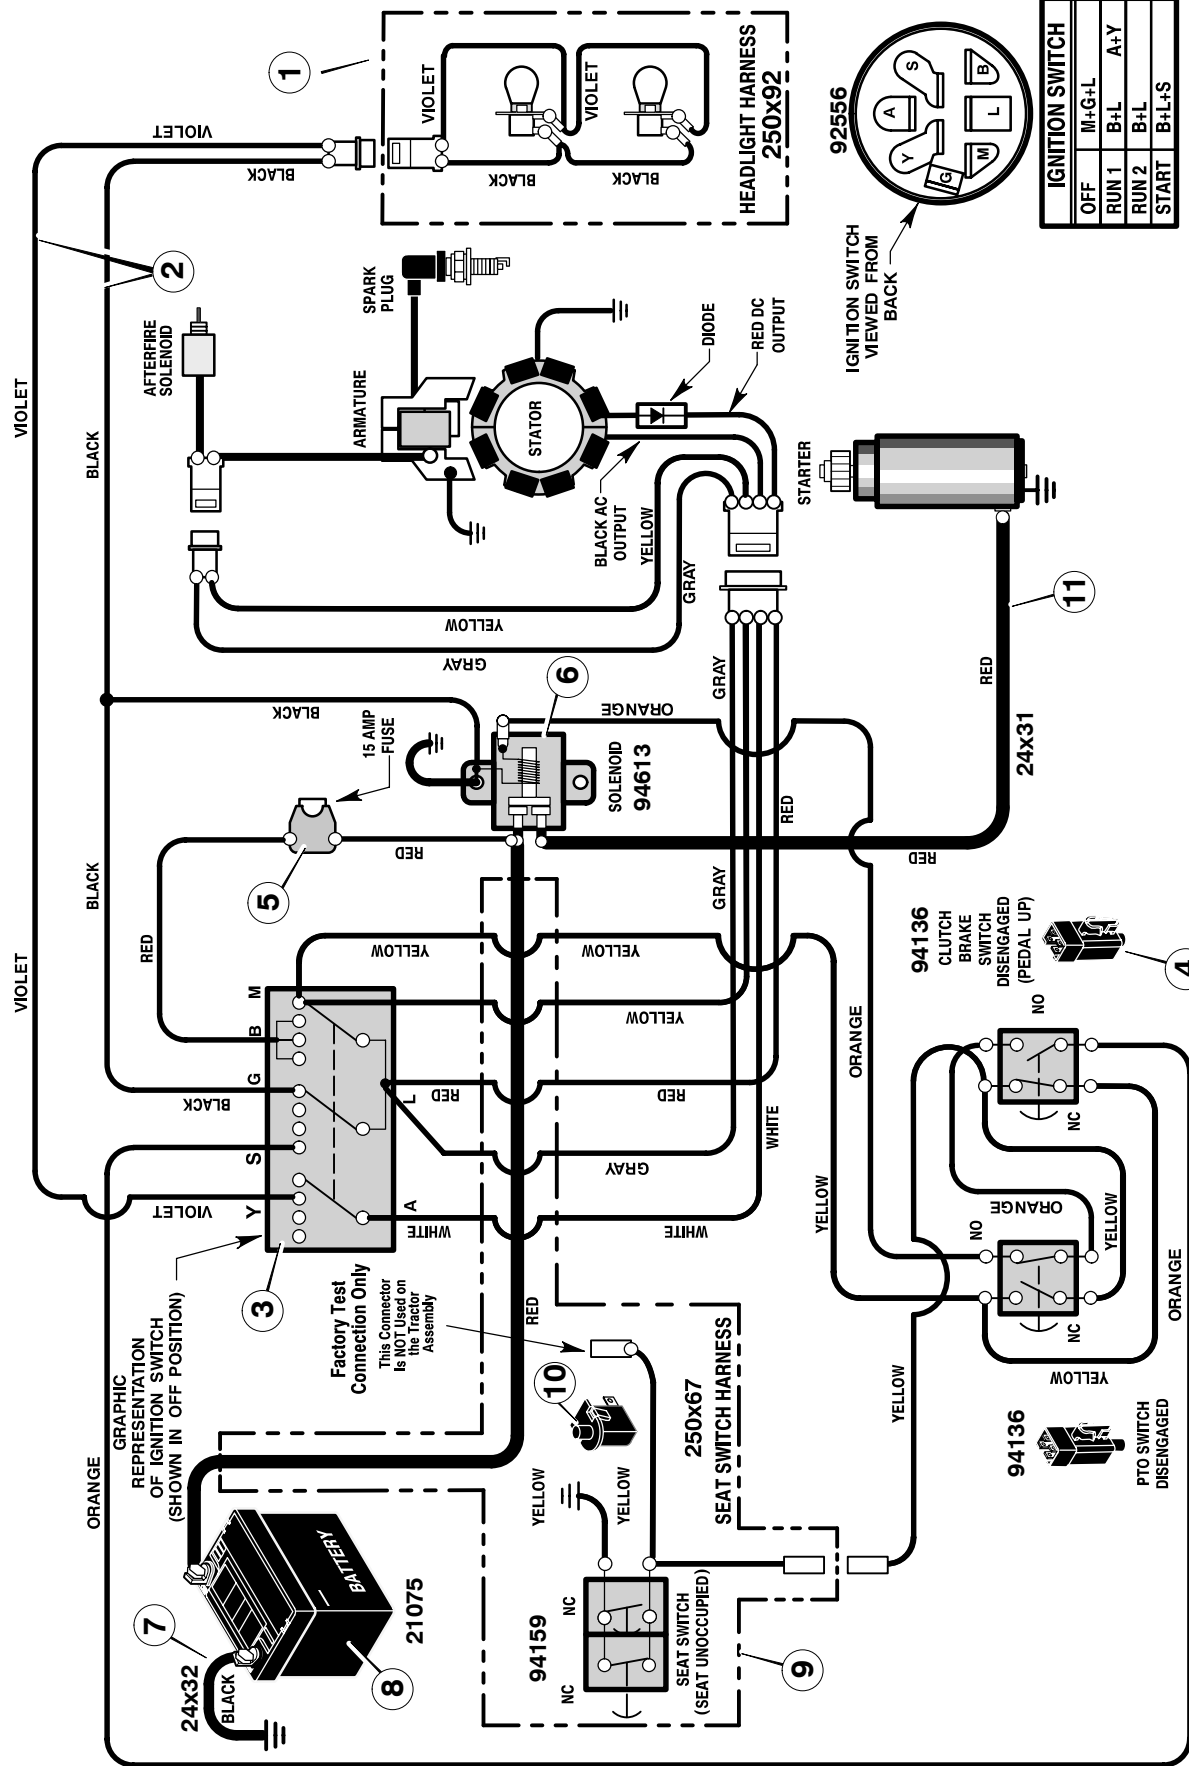 VIOLET
BLACK
VIOLET
BLACK
1
2
VIOLET
VIOLET
BLACK
BLACK
HEADLIGHT HARNESS
250x92
AFTERFIRE
SOLENOID
SPARK
PLUG
ARMATURE
STATOR
DIODE
RED DC
OUTPUT
BLACK AC
OUTPUT
YELLOW
GRAY
YELLOW
GRAY
92556
A
S
B
L
M
G
Y
IGNITION SWITCH
VIEWED FROM
BACK
IGNITION SWITCH
OFF M+G+L
RUN 1 B+L A+Y
RUN 2 B+L
START B+L+S
STARTER
11
RED
24x31
RED
VIOLET
BLACK
BLACK
15 AMP
FUSE
5
RED
RED
6
SOLENOID
94613
ORANGE
GRAY
RED
GRAY
VIOLET
BLACK
VIOLET
Y
S
G
B
M
A
L
3
GRAPHIC
REPRESENTATION
OF IGNITION SWITCH
(SHOWN IN OFF POSITION)
YELLOW
YELLOW
YELLOW
RED
RED
GRAY
WHITE
WHITE
WHITE
ORANGE
YELLOW
94136
CLUTCH
BRAKE
SWITCH
DISENGAGED
(PEDAL UP)
4
NO
NC
ORANGE
YELLOW
NO
NC
ORANGE
YELLOW
YELLOW
94136
PTO SWITCH
DISENGAGED
Factory Test
Connection Only
This Connector
Is NOT Used on
the Tractor
Assembly
RED
10
250x67
SEAT SWITCH HARNESS
YELLOW
YELLOW
94159
NC
NC
SEAT SWITCH
(SEAT UNOCCUPIED)
9
ORANGE
BATTERY
21075
7
24x32
BLACK
8